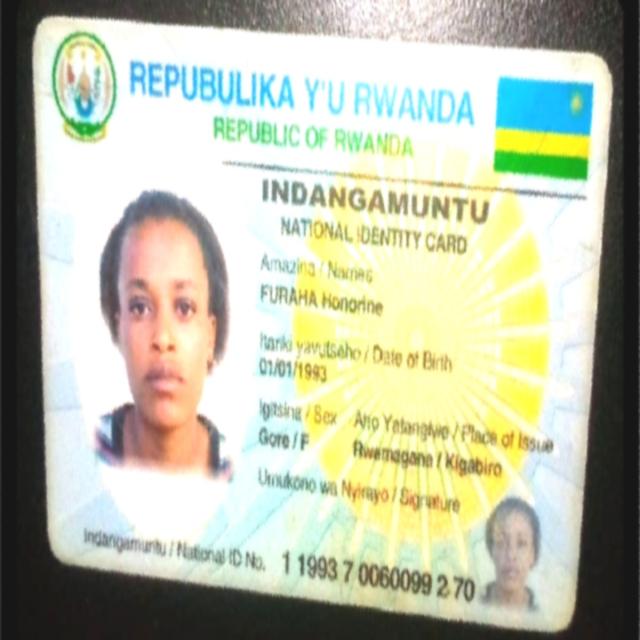 REPUBULIKA Y'U RWANDA
REPUBLIC OF RWANDA
INDANGAMUNTU
NATIONAL IDENTITY CARD
Amazina / Names
FURAHA Honorine
Itariki yavutseho / Date of Birth
01/01/1993
Igitsina / Sex Aho Yatangiwe / Place of Issue
Gore / F Rwamagana / Kigabiro
Umukono wa Nyirayo / Signature
Indangamuntu / National ID No. 1 1993 7 0060099 2 70